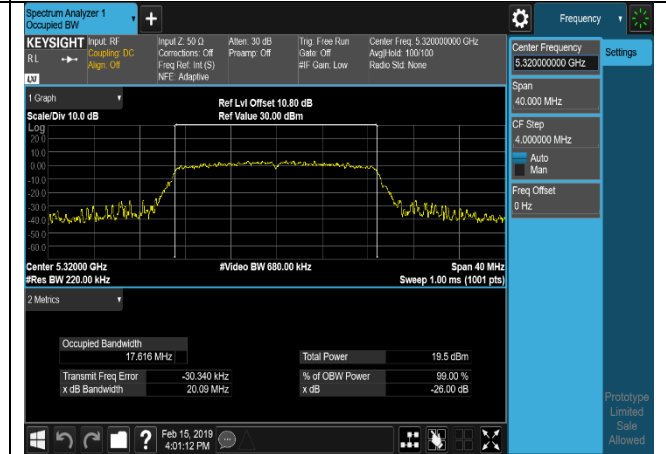 Spectrum Analyzer 1
Occupied BW
+
Frequency
KEYSIGHT
RL
LXI
Input: RF
Coupling: DC
Align: Off
Input Z: 50 Ω
Corrections: Off
Freq Ref: Int (S)
NFE: Adaptive
Atten: 30 dB
Preamp: Off
Trig: Free Run
Gate: Off
#IF Gain: Low
Center Freq: 5.320000000 GHz
Avg|Hold: 100/100
Radio Std: None
Center Frequency
5.320000000 GHz
Settings
Span
40.000 MHz
CF Step
4.000000 MHz
Auto
Man
Freq Offset
0 Hz
1 Graph
Scale/Div 10.0 dB
Ref Lvl Offset 10.80 dB
Ref Value 30.00 dBm
Log
20.0
10.0
0.00
-10.0
-20.0
-30.0
-40.0
-50.0
-60.0
Center 5.32000 GHz
#Video BW 680.00 kHz
Span 40 MHz
#Res BW 220.00 kHz
Sweep 1.00 ms (1001 pts)
2 Metrics
Occupied Bandwidth
17.616 MHz
Total Power 19.5 dBm
Transmit Freq Error -30.340 kHz
% of OBW Power 99.00 %
x dB Bandwidth 20.09 MHz
x dB -26.00 dB
Prototype
Limited
Sale
Allowed
?
Feb 15, 2019
4:01:12 PM